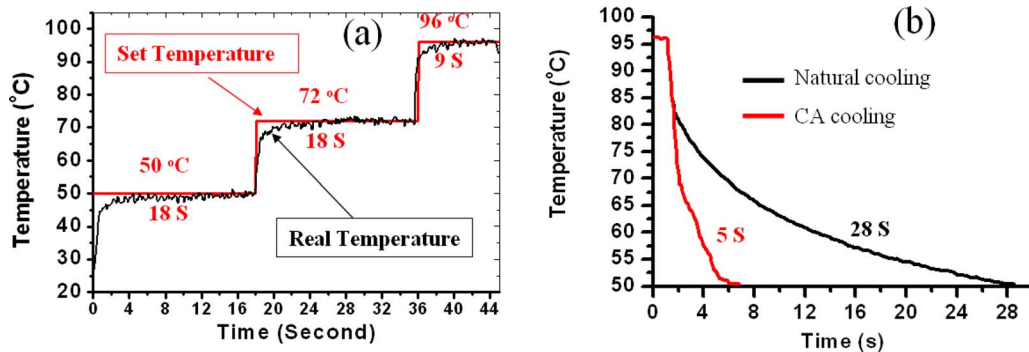 (a)
96 °C
Set Temperature
9 S
72 °C
18 S
50 °C
18 S
Real Temperature
Temperature (°C)
100
90
80
70
60
50
40
30
20
0 4 8 12 16 20 24 28 32 36 40 44
Time (Second)
(b)
Natural cooling
CA cooling
28 S
5 S
Temperature (°C)
100
95
90
85
80
75
70
65
60
55
50
0 4 8 12 16 20 24 28
Time (s)